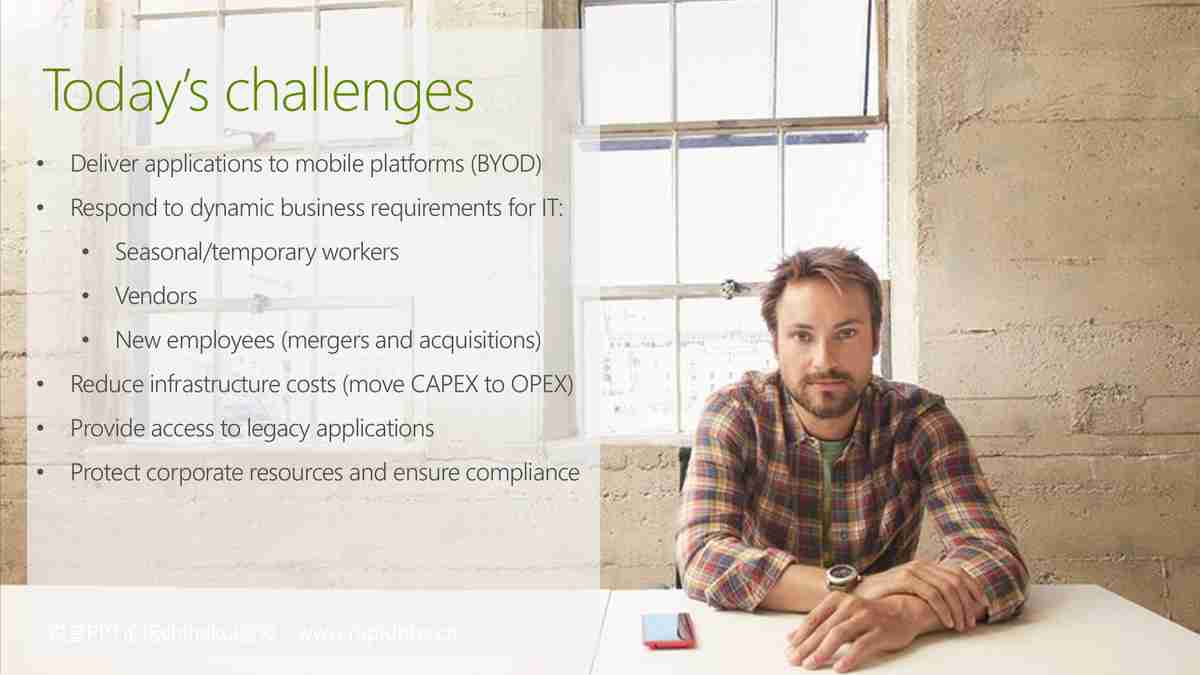 Today's challenges
• Deliver applications to mobile platforms (BYOD)
• Respond to dynamic business requirements for IT:
• Seasonal/temporary workers
• Vendors
• New employees (mergers and acquisitions)
• Reduce infrastructure costs (move CAPEX to OPEX)
• Provide access to legacy applications
• Protect corporate resources and ensure compliance